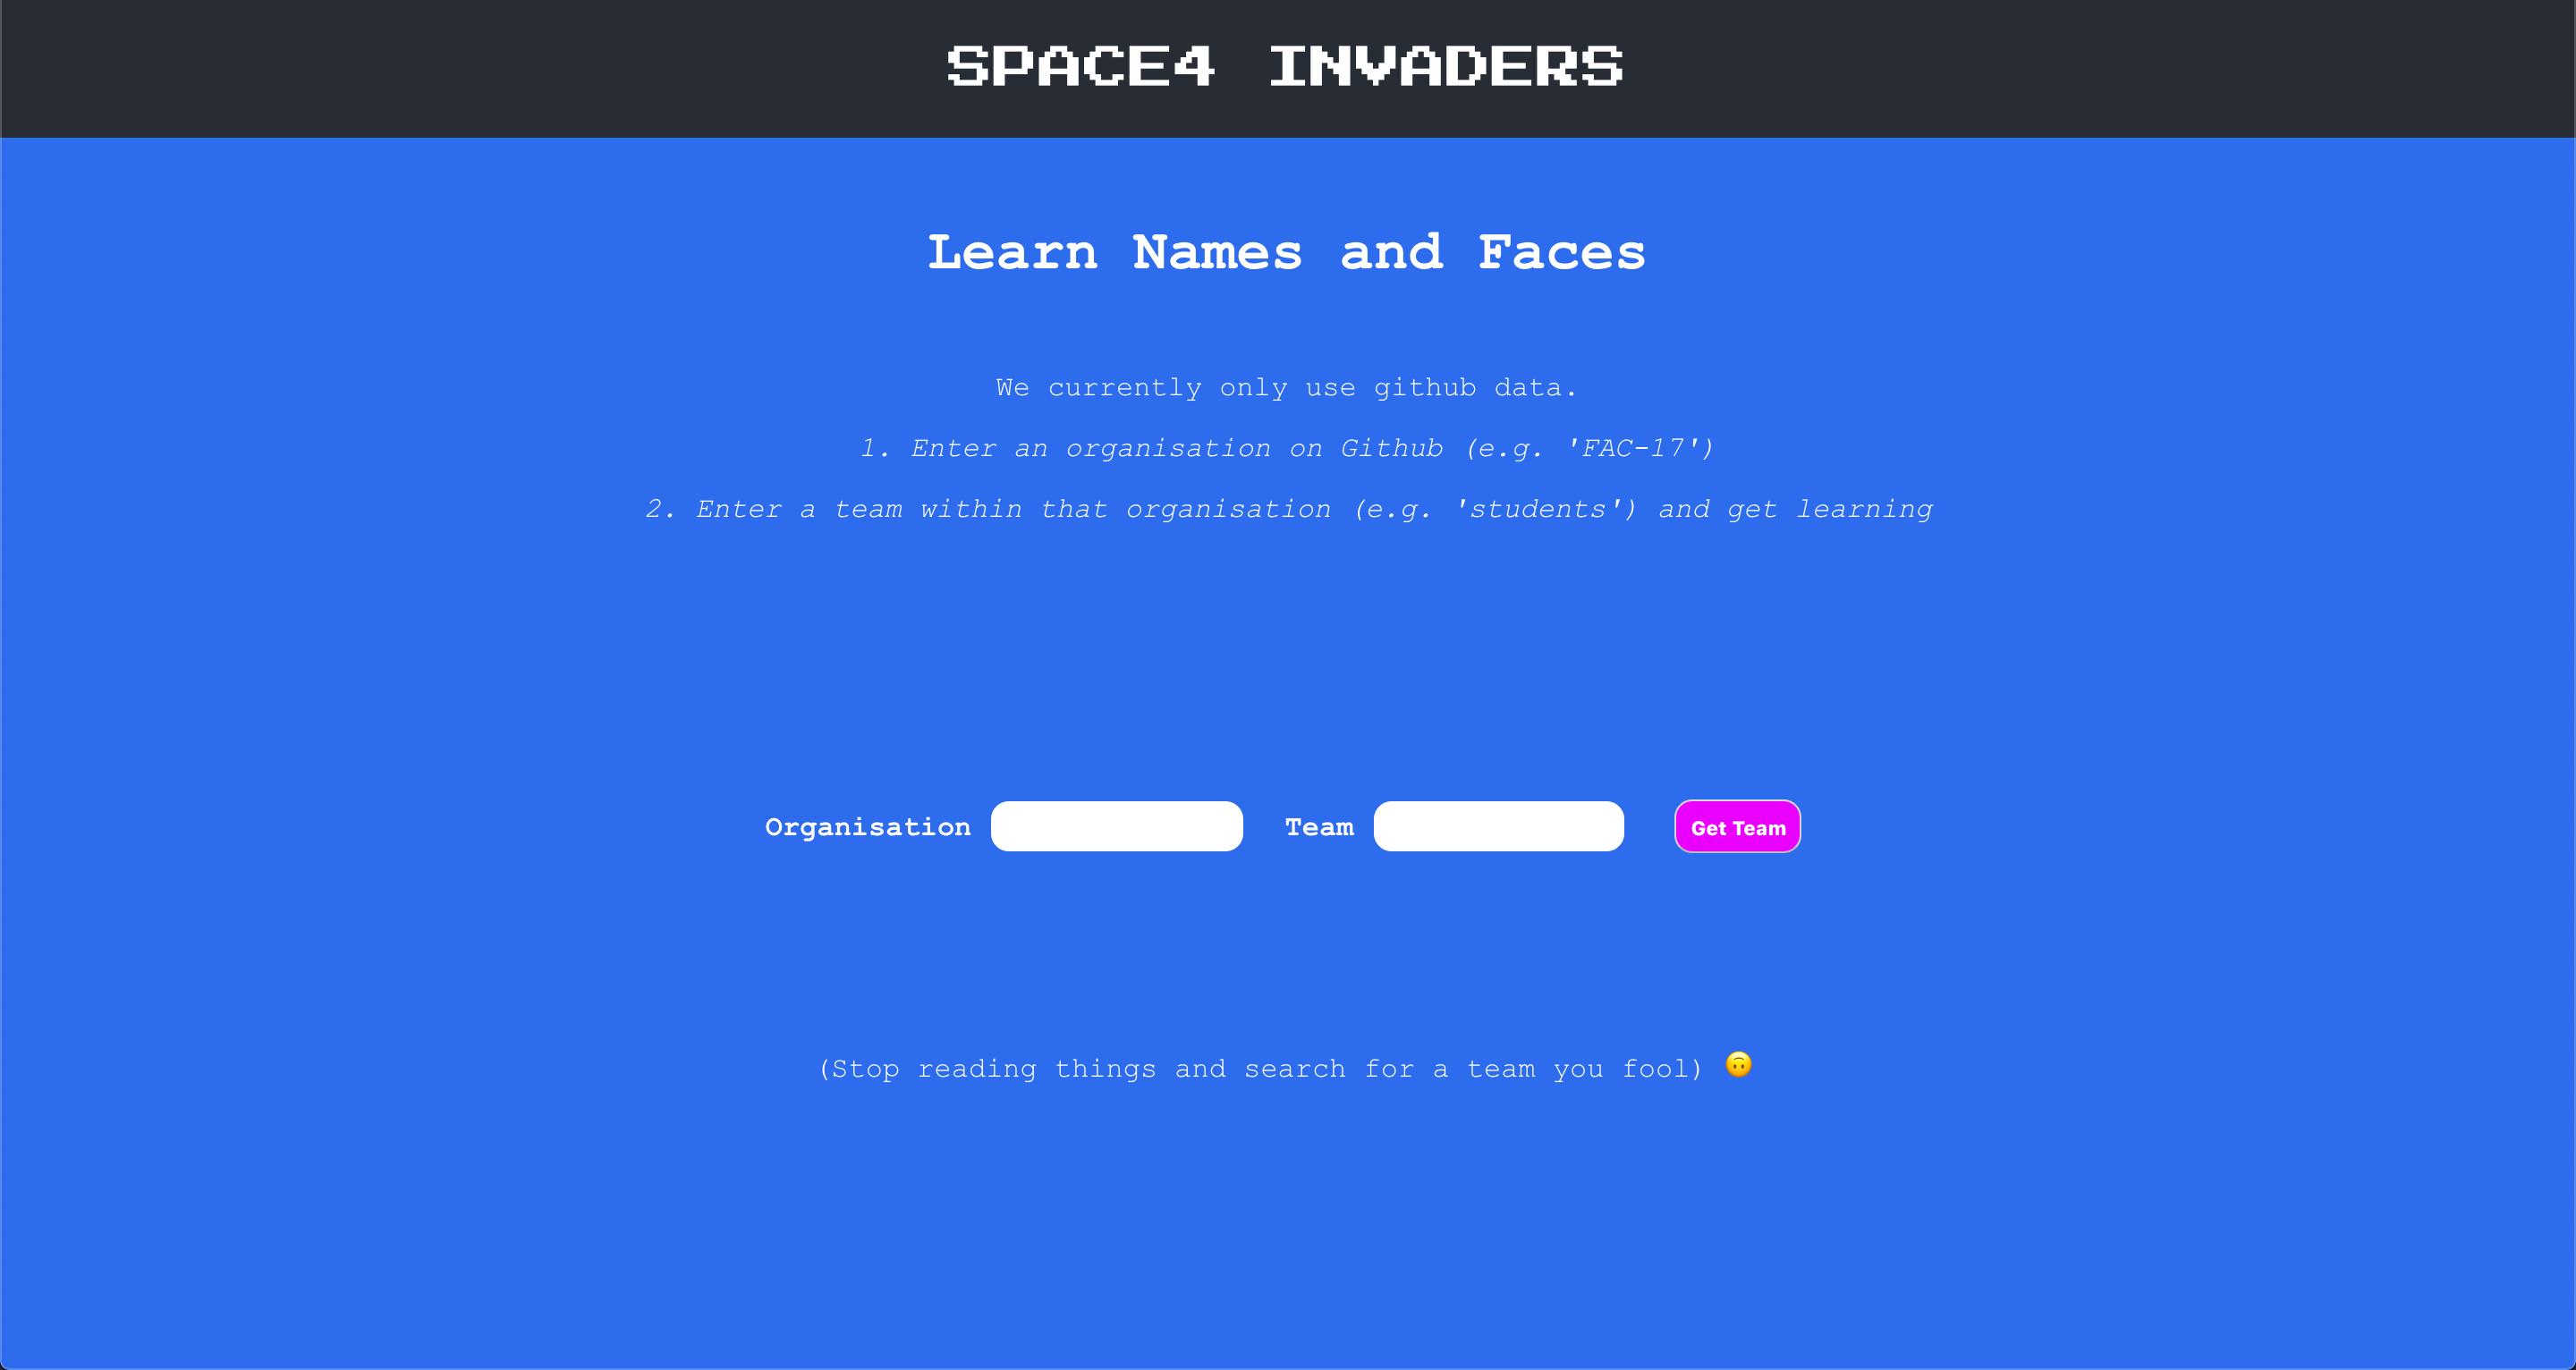 SPACE4 INVADERS
Learn Names and Faces
We currently only use github data.
1. Enter an organisation on Github (e.g. 'FAC-17')
2. Enter a team within that organisation (e.g. 'students') and get learning
Organisation Team Get Team
(Stop reading things and search for a team you fool) 🙃